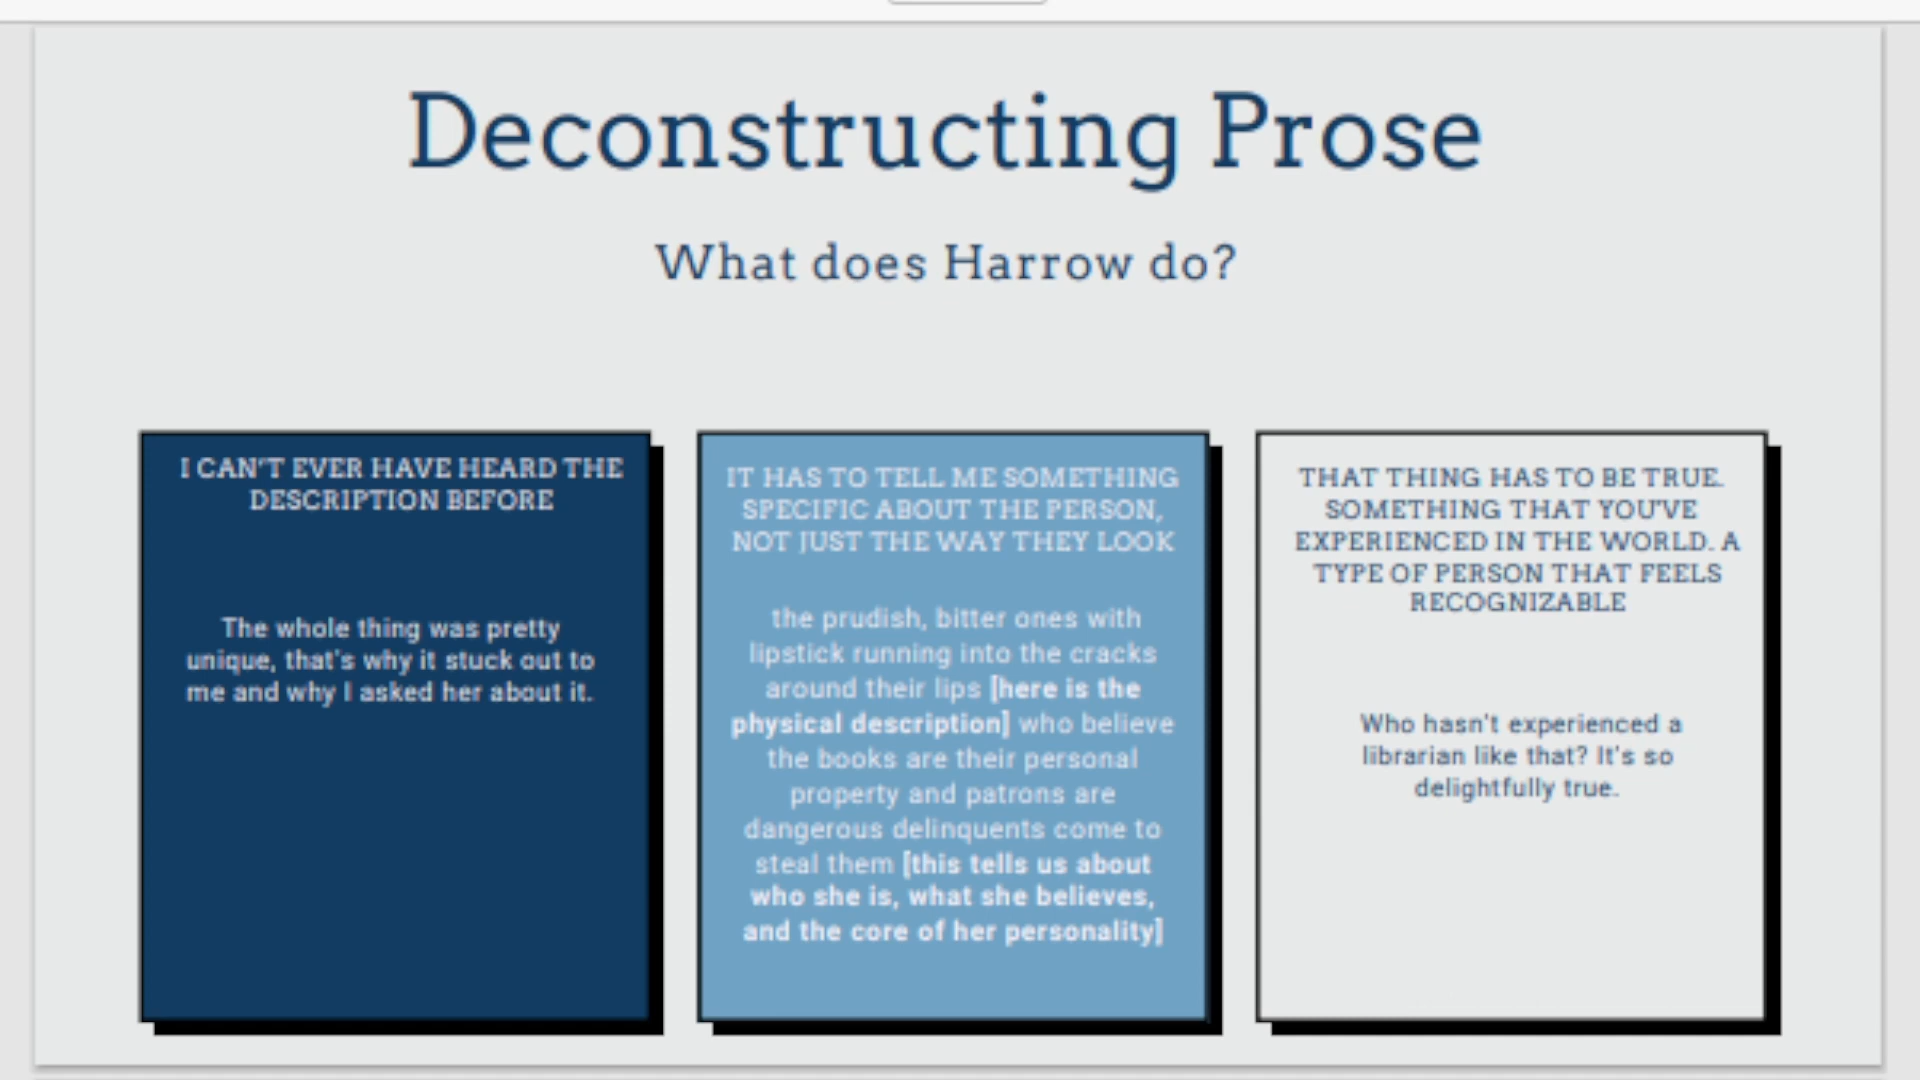 Deconstructing Prose
What does Harrow do?
I CAN'T EVER HAVE HEARD THE
DESCRIPTION BEFORE
The whole thing was pretty
unique, that's why it stuck out to
me and why I asked her about it.
IT HAS TO TELL ME SOMETHING
SPECIFIC ABOUT THE PERSON,
NOT JUST THE WAY THEY LOOK
the prudish, bitter ones with
lipstick running into the cracks
around their lips [here is the
physical description] who believe
the books are their personal
property and patrons are
dangerous delinquents come to
steal them [this tells us about
who she is, what she believes,
and the core of her personality]
THAT THING HAS TO BE TRUE.
SOMETHING THAT YOU'VE
EXPERIENCED IN THE WORLD. A
TYPE OF PERSON THAT FEELS
RECOGNIZABLE
Who hasn't experienced a
librarian like that? It's so
delightfully true.